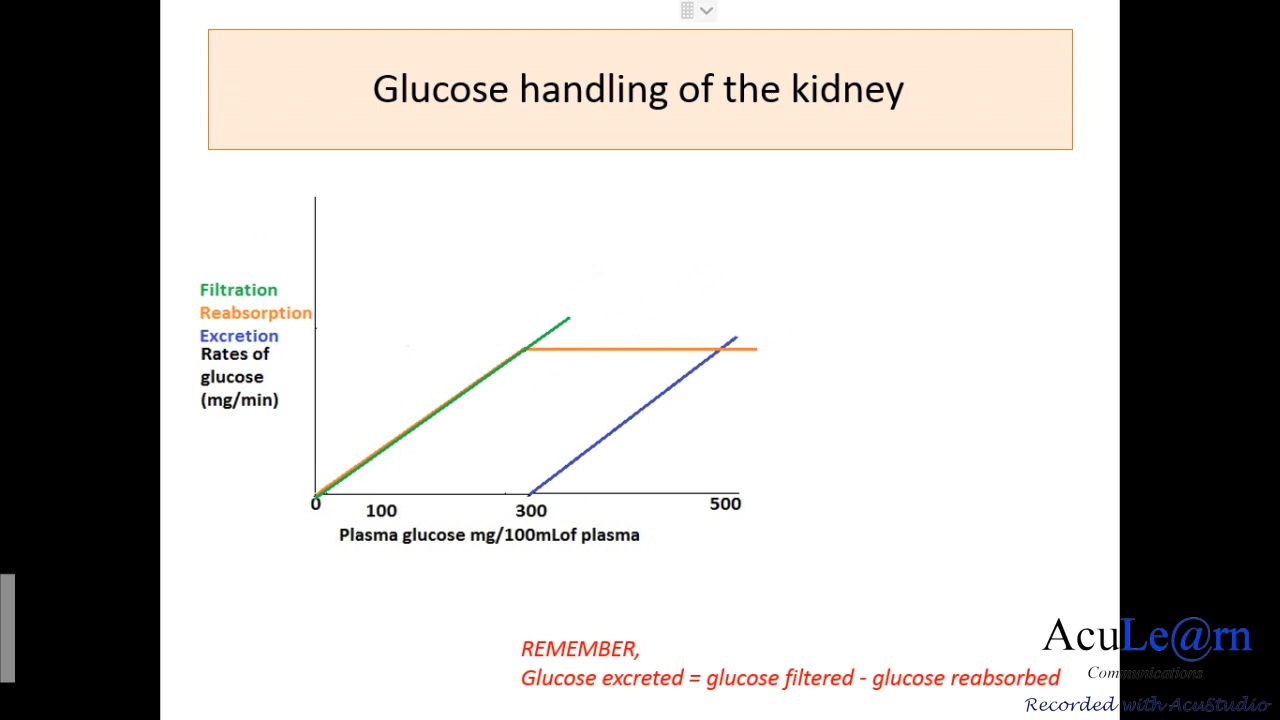 Glucose handling of the kidney
Filtration
Reabsorption
Excretion
Rates of
glucose
(mg/min)
0
100
300
500
Plasma glucose mg/100mLof plasma
REMEMBER,
Glucose excreted = glucose filtered - glucose reabsorbed
AcuLe@rn
Communications
Recorded with AcuStudio